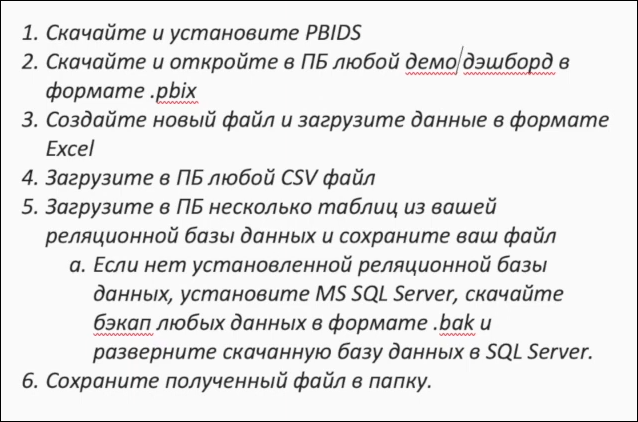 1. Скачайте и установите PBIDS
2. Скачайте и откройте в ПБ любой демо/дэшборд в
формате .pbix
3. Создайте новый файл и загрузите данные в формате
Excel
4. Загрузите в ПБ любой CSV файл
5. Загрузите в ПБ несколько таблиц из вашей
реляционной базы данных и сохраните ваш файл
a. Если нет установленной реляционной базы
данных, установите MS SQL Server, скачайте
бэкап любых данных в формате .bak и
разверните скачанную базу данных в SQL Server.
6. Сохраните полученный файл в папку.